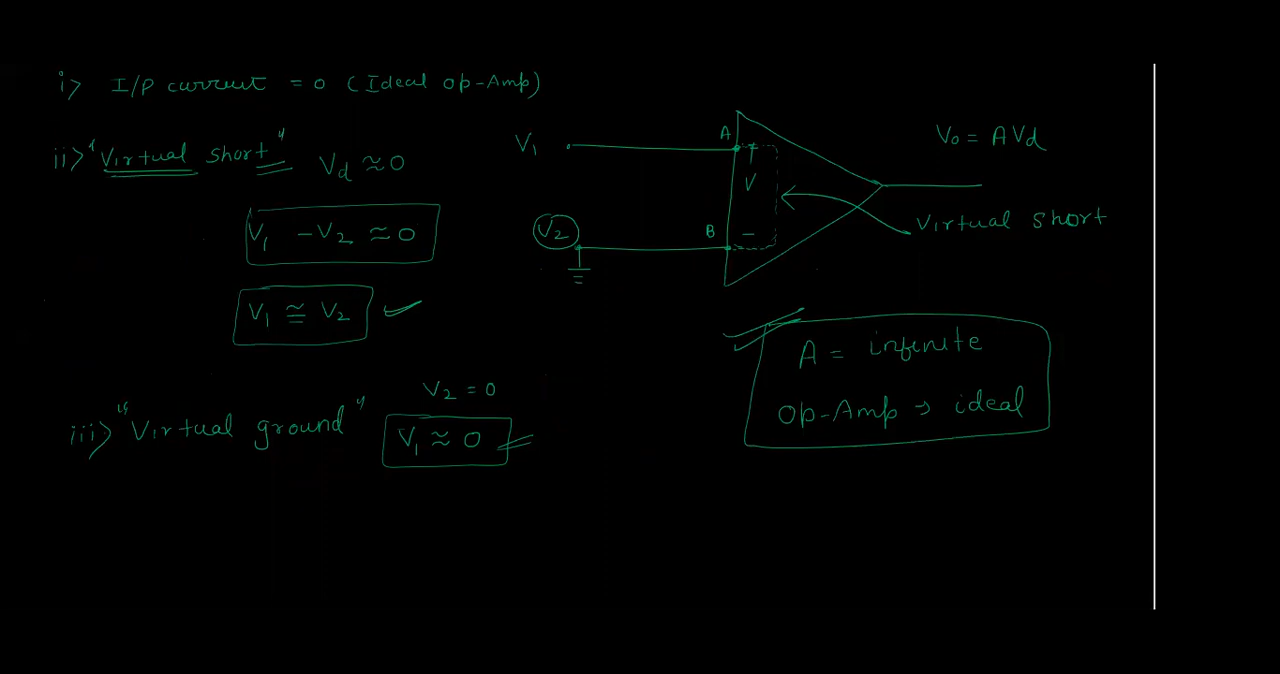 i> I/P current = 0 (Ideal Op-Amp)
ii> "Virtual short" Vd ≈ 0
V1 - V2 ≈ 0
V1 ≅ V2
iii> "Virtual ground" V2 = 0
V1 ≈ 0
V1 A + Vo = AVd
V
V2 B - Virtual short
A = infinite
Op-Amp → ideal